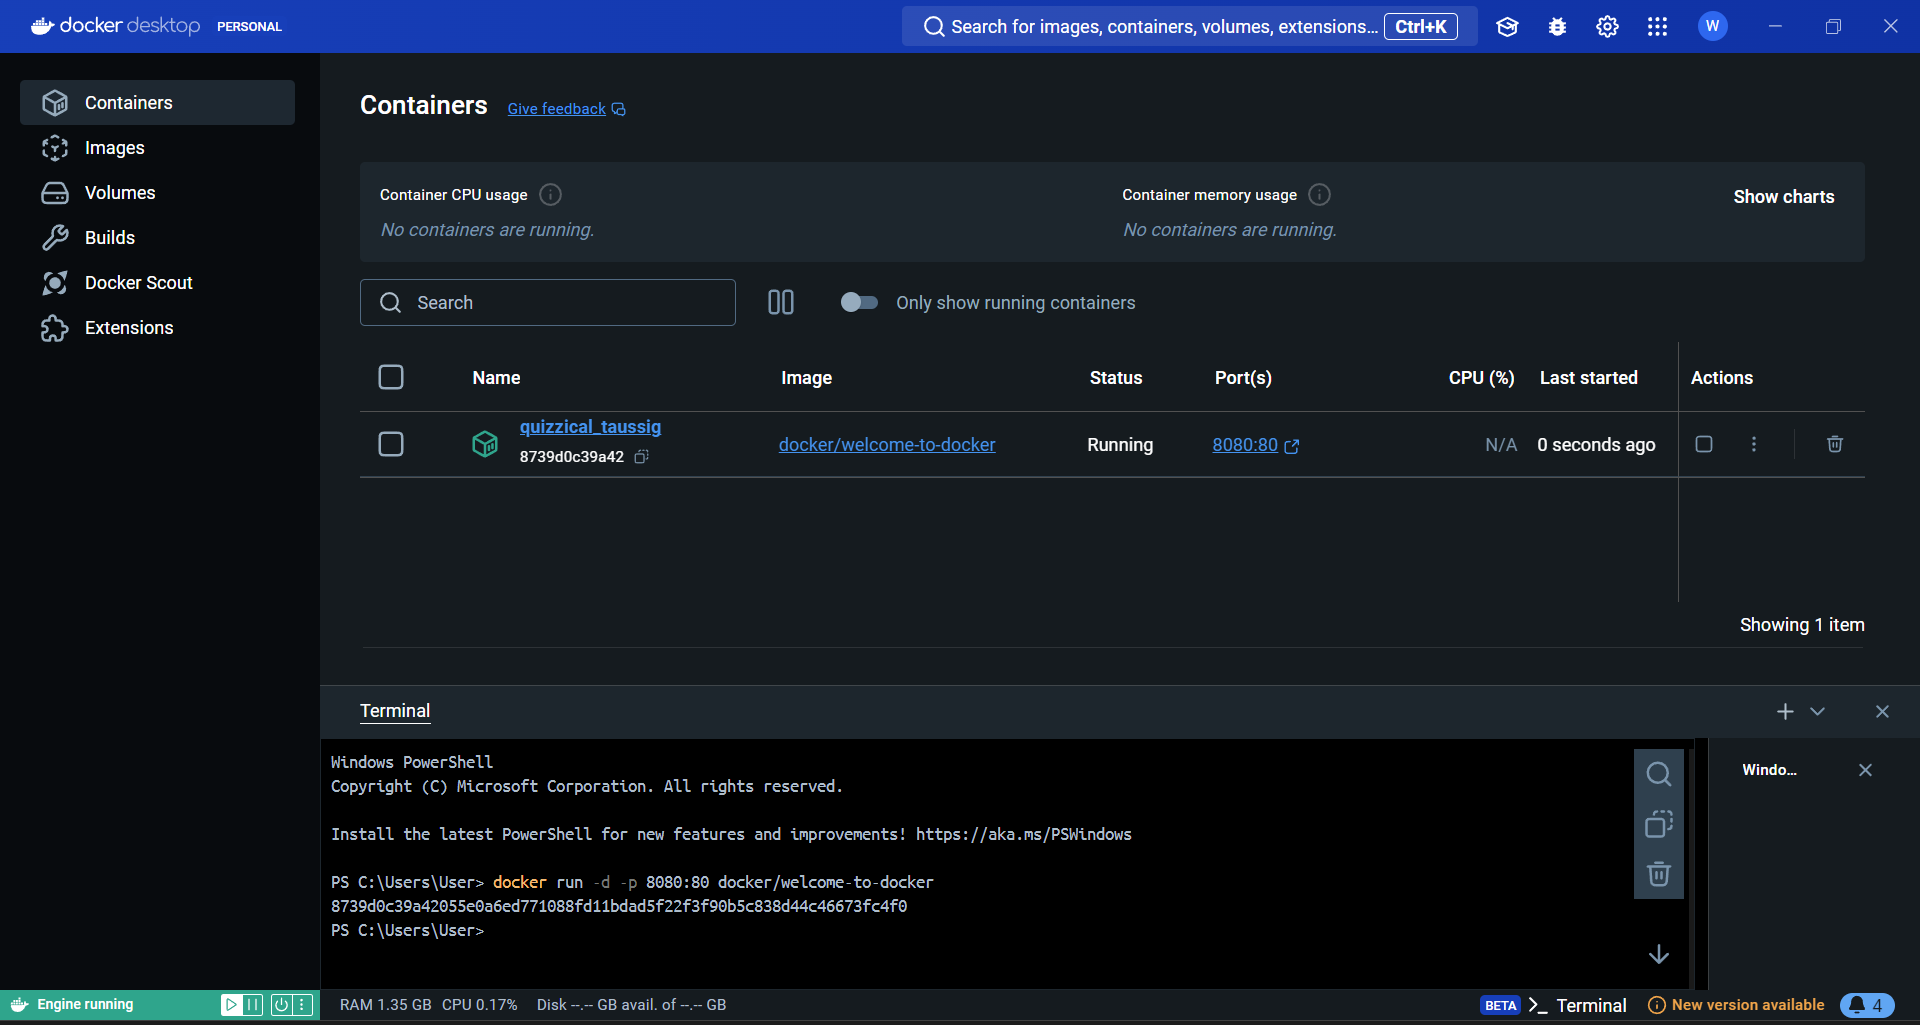 docker desktop PERSONAL
Search for images, containers, volumes, extensions... Ctrl+K
W
Containers
Images
Volumes
Builds
Docker Scout
Extensions
Containers Give feedback
Container CPU usage
No containers are running.
Container memory usage
No containers are running.
Show charts
Search
Only show running containers
Name Image Status Port(s) CPU (%) Last started Actions
quizzical_taussig
8739d0c39a42
docker/welcome-to-docker Running 8080:80 N/A 0 seconds ago
Showing 1 item
Terminal
Windows PowerShell
Copyright (C) Microsoft Corporation. All rights reserved.
Install the latest PowerShell for new features and improvements! https://aka.ms/PSWindows
PS C:\Users\User> docker run -d -p 8080:80 docker/welcome-to-docker
8739d0c39a42055e0a6ed771088fd11bdad5f22f3f90b5c838d44c46673fc4f0
PS C:\Users\User>
Windo...
Engine running
RAM 1.35 GB CPU 0.17% Disk --.-- GB avail. of --.-- GB
BETA Terminal New version available 4